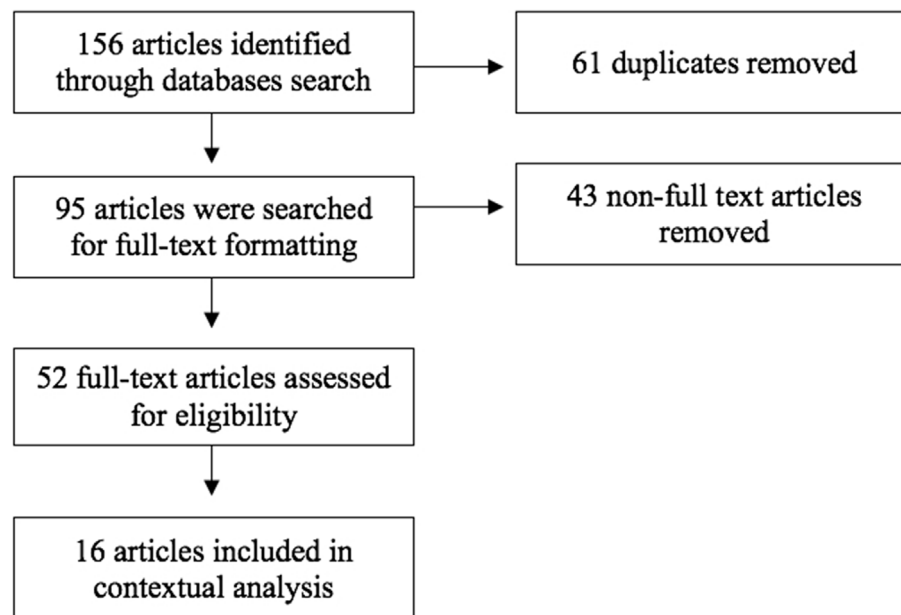 156 articles identified
through databases search
61 duplicates removed
95 articles were searched
for full-text formatting
43 non-full text articles
removed
52 full-text articles assessed
for eligibility
16 articles included in
contextual analysis